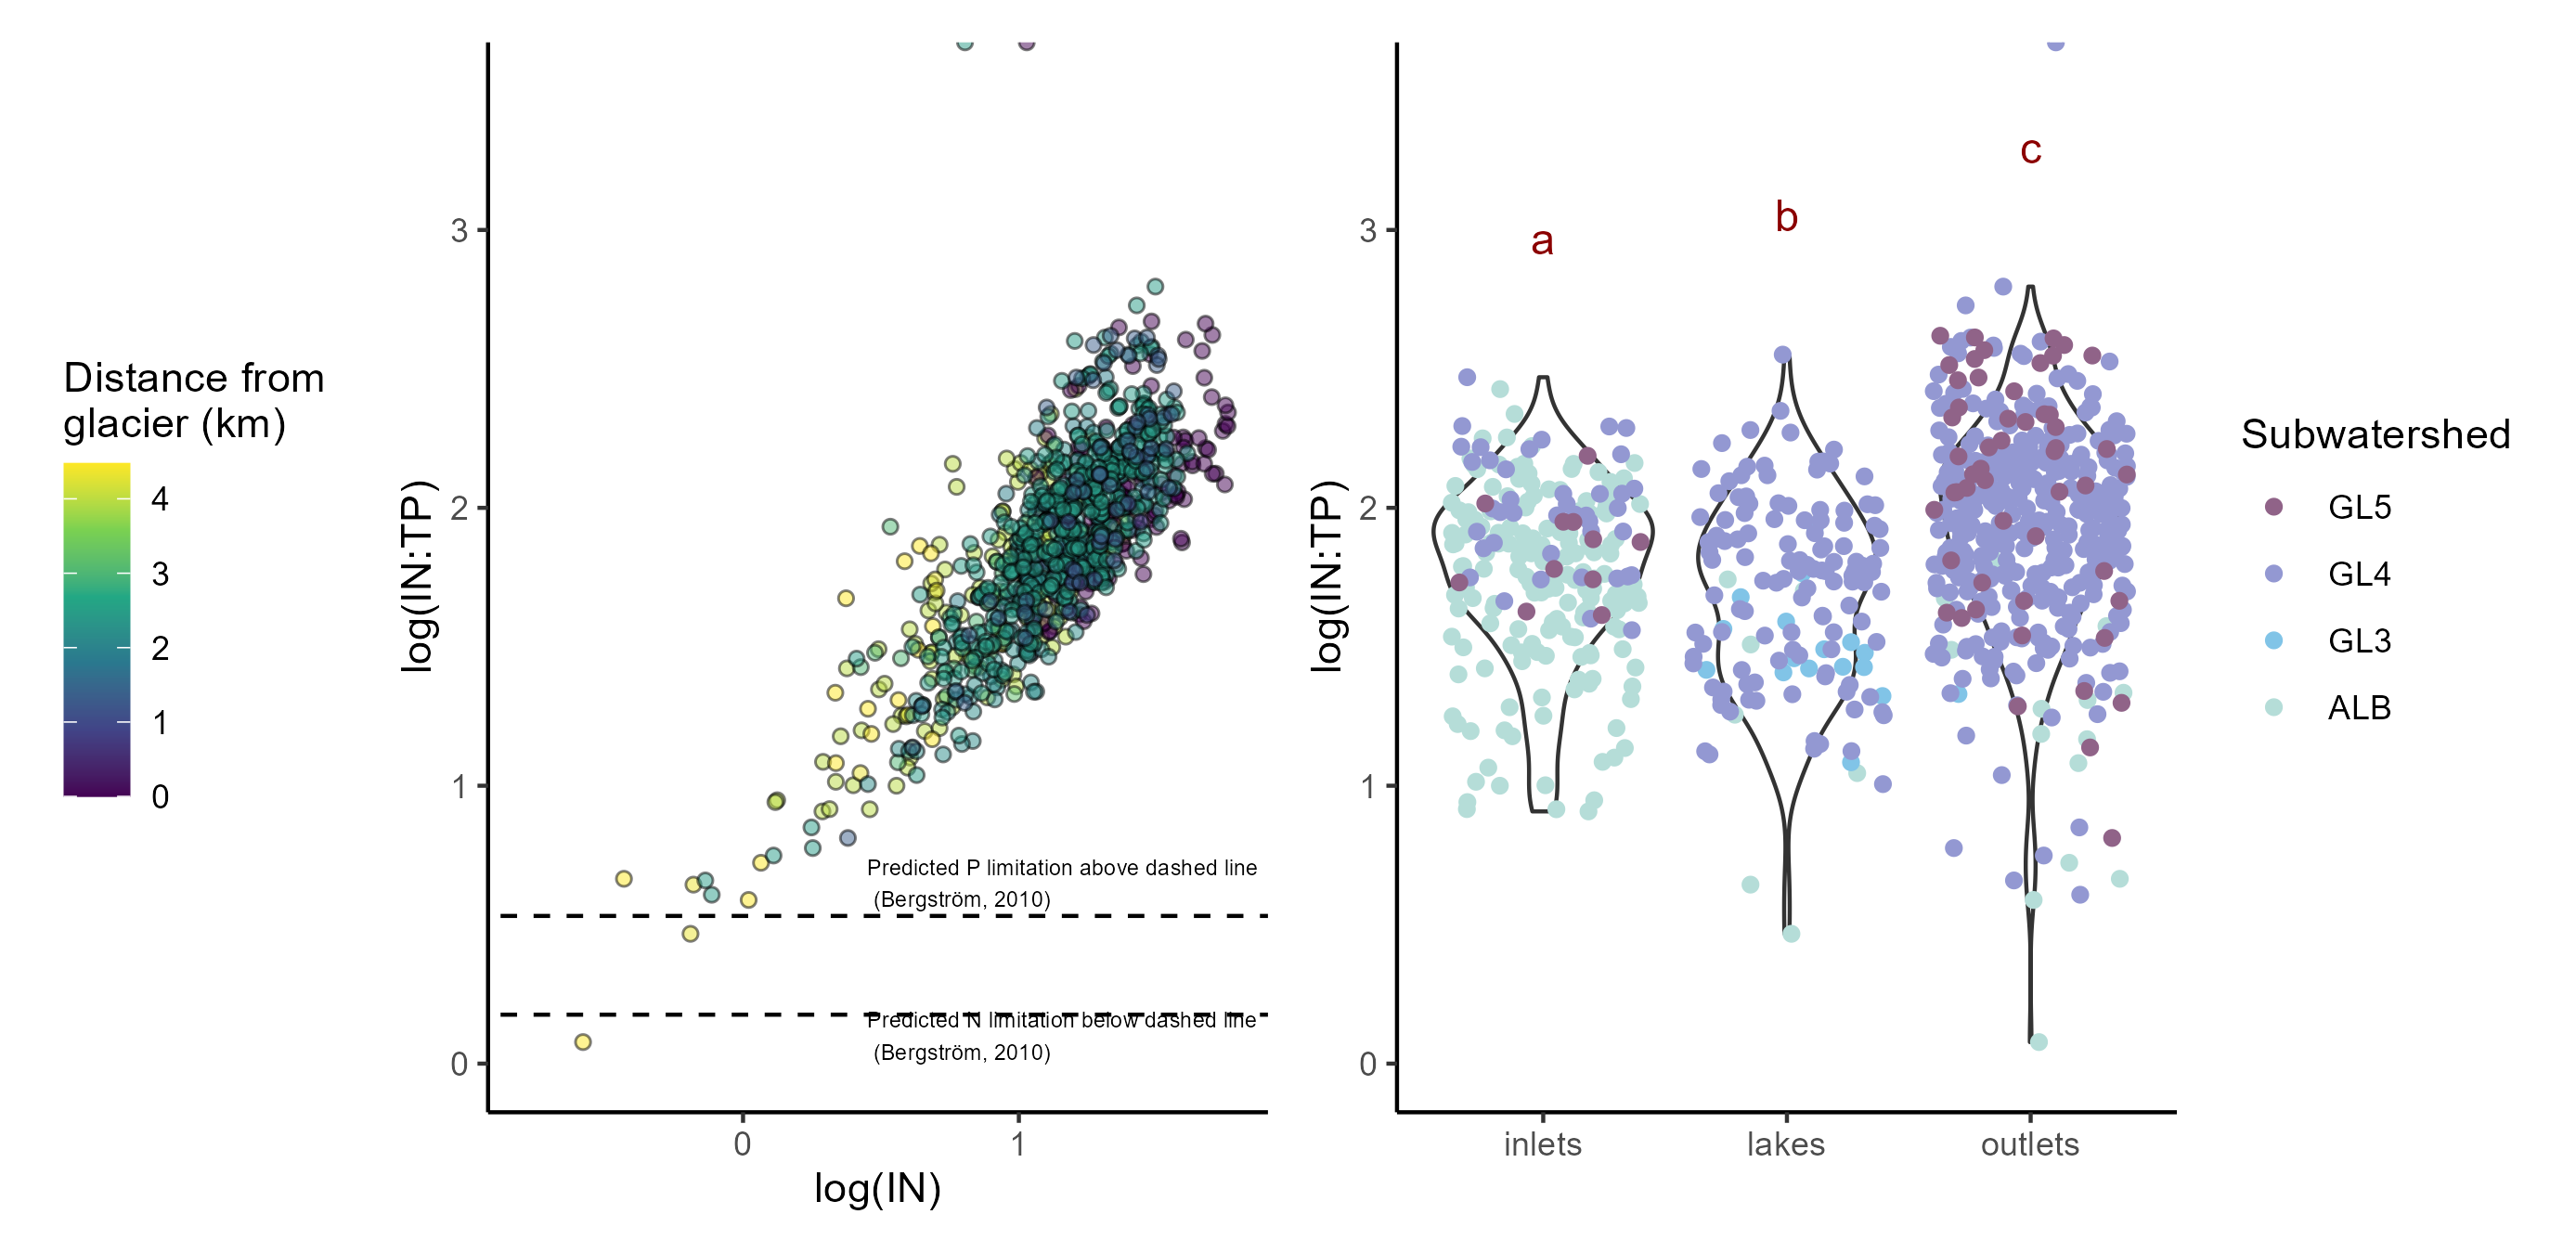 Distance from
glacier (km)
4
3
2
1
0
log(IN:TP)
3
2
1
0
Predicted P limitation above dashed line
(Bergström, 2010)
Predicted N limitation below dashed line
(Bergström, 2010)
0
1
log(IN)
log(IN:TP)
3
2
1
0
a
b
c
inlets
lakes
outlets
Subwatershed
GL5
GL4
GL3
ALB